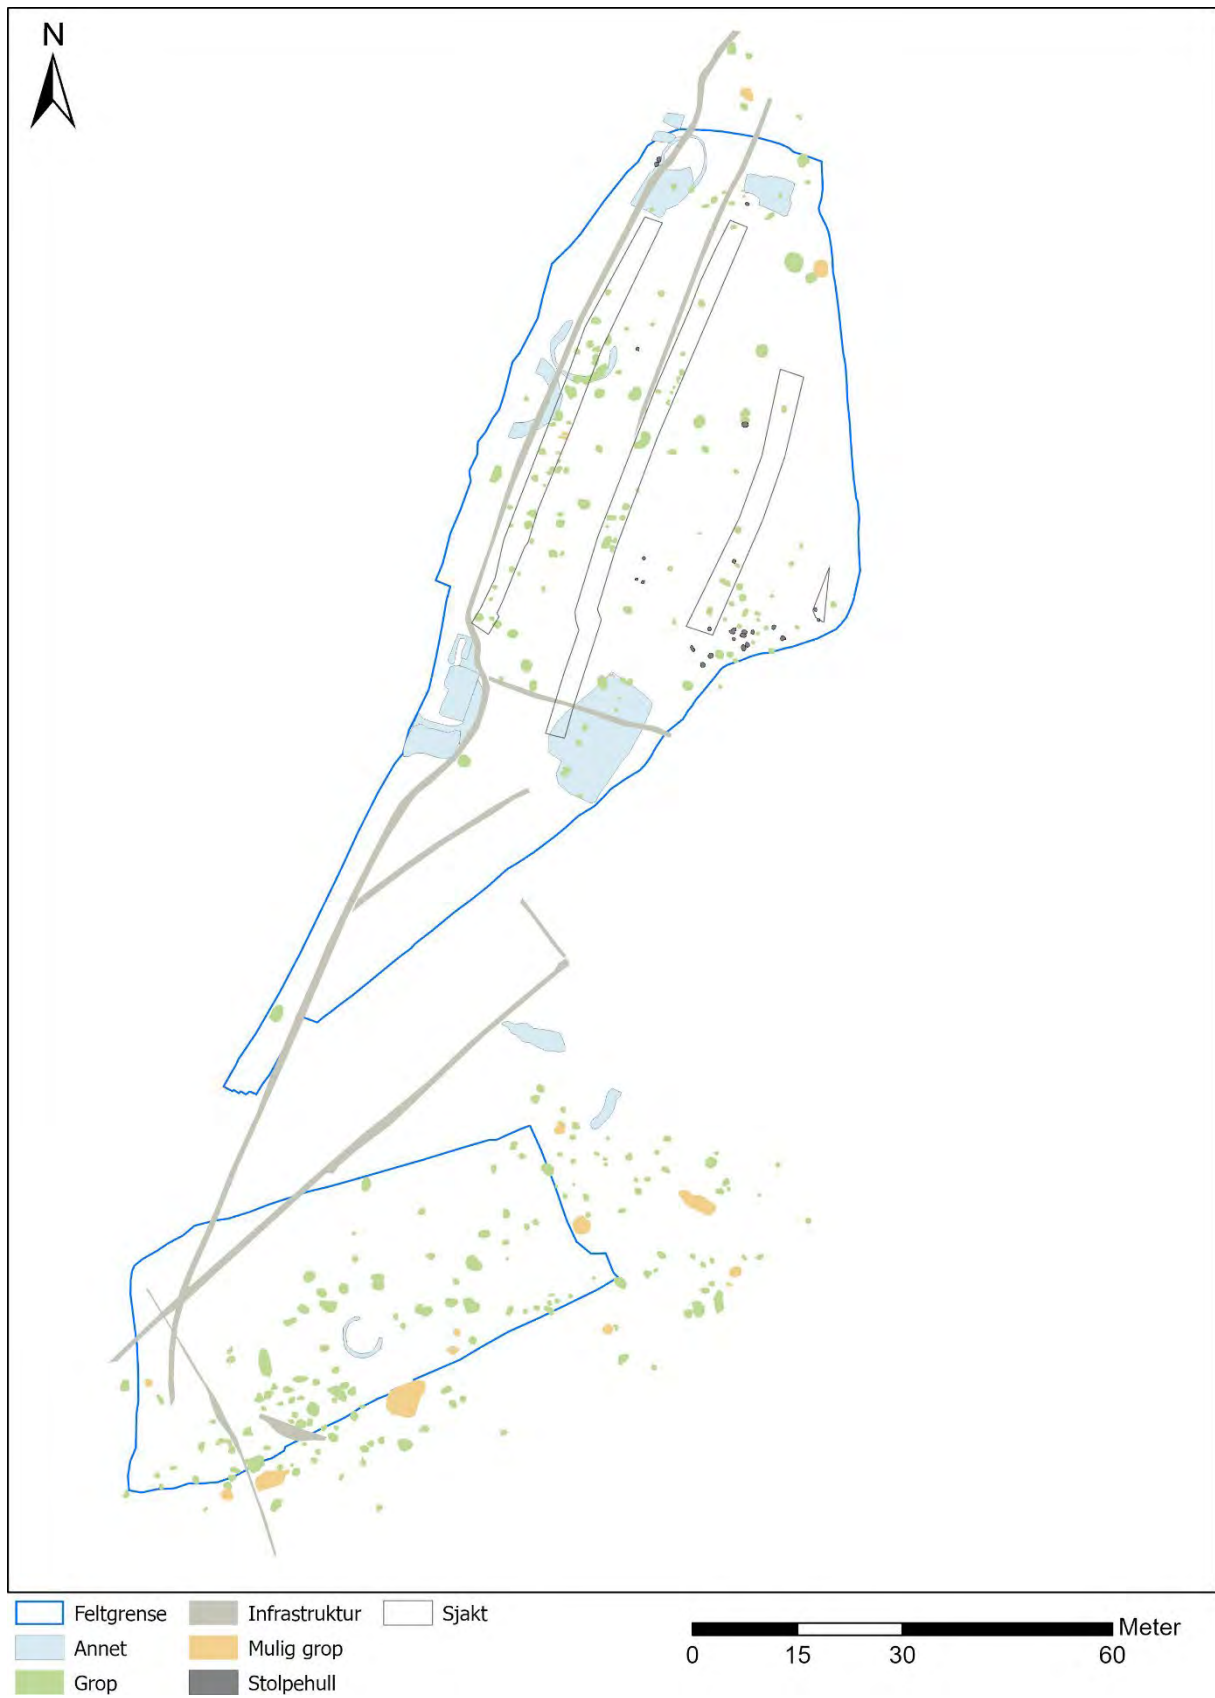 N
Feltgrense
Infrastruktur
Sjakt
Annet
Mulig grop
Grop
Stolpehull
Meter
0 15 30 60